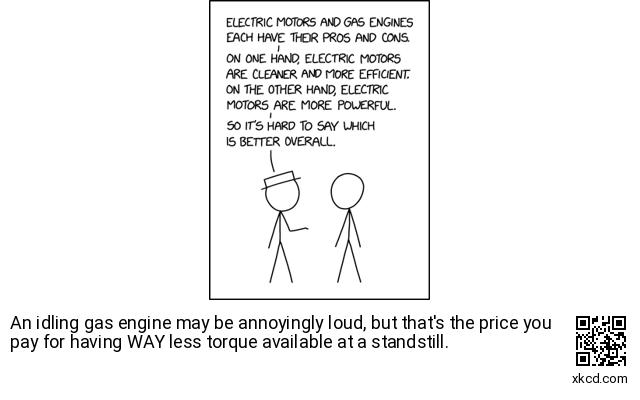 ELECTRIC MOTORS AND GAS ENGINES
EACH HAVE THEIR PROS AND CONS.
ON ONE HAND, ELECTRIC MOTORS
ARE CLEANER AND MORE EFFICIENT.
ON THE OTHER HAND, ELECTRIC
MOTORS ARE MORE POWERFUL.
SO IT'S HARD TO SAY WHICH
IS BETTER OVERALL.
An idling gas engine may be annoyingly loud, but that's the price you
pay for having WAY less torque available at a standstill.
xkcd.com